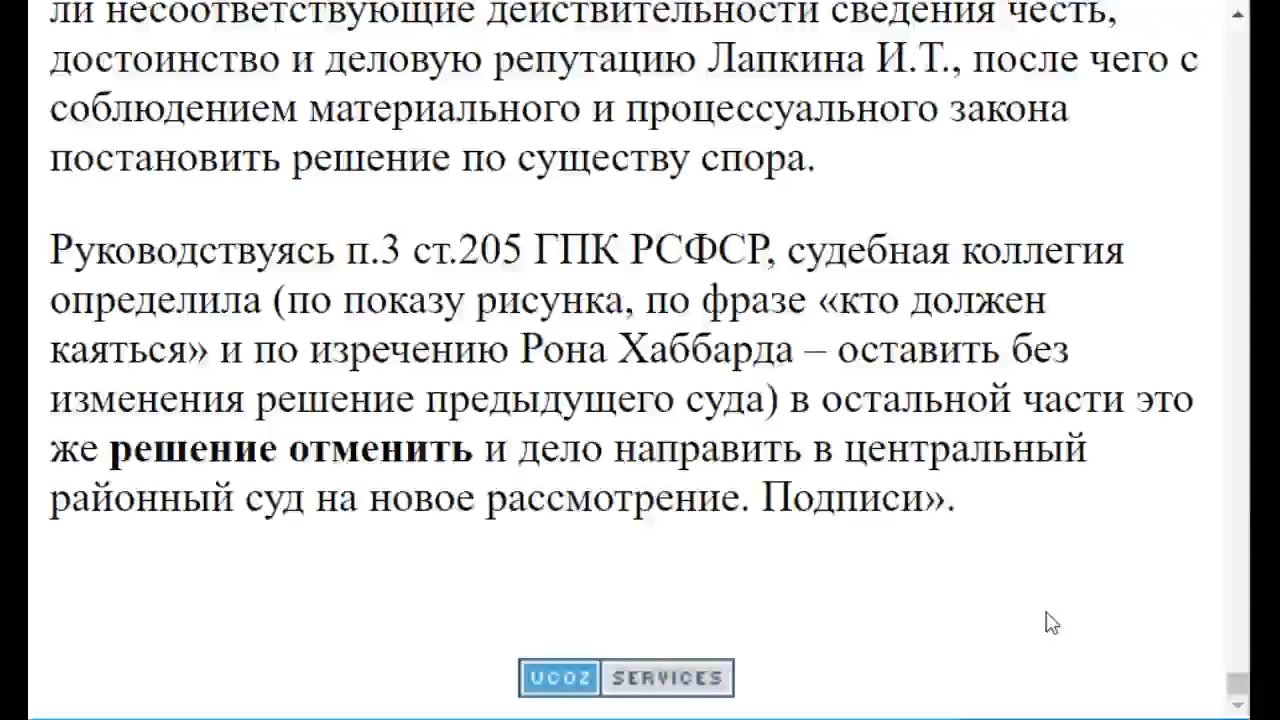 ли несоответствующие действительности сведения честь,
достоинство и деловую репутацию Лапкина И.Т., после чего с
соблюдением материального и процессуального закона
постановить решение по существу спора.
Руководствуясь п.3 ст.205 ГПК РСФСР, судебная коллегия
определила (по показу рисунка, по фразе «кто должен
каяться» и по изречению Рона Хаббарда – оставить без
изменения решение предыдущего суда) в остальной части это
же решение отменить и дело направить в центральный
районный суд на новое рассмотрение. Подписи».
UCOZ SERVICES